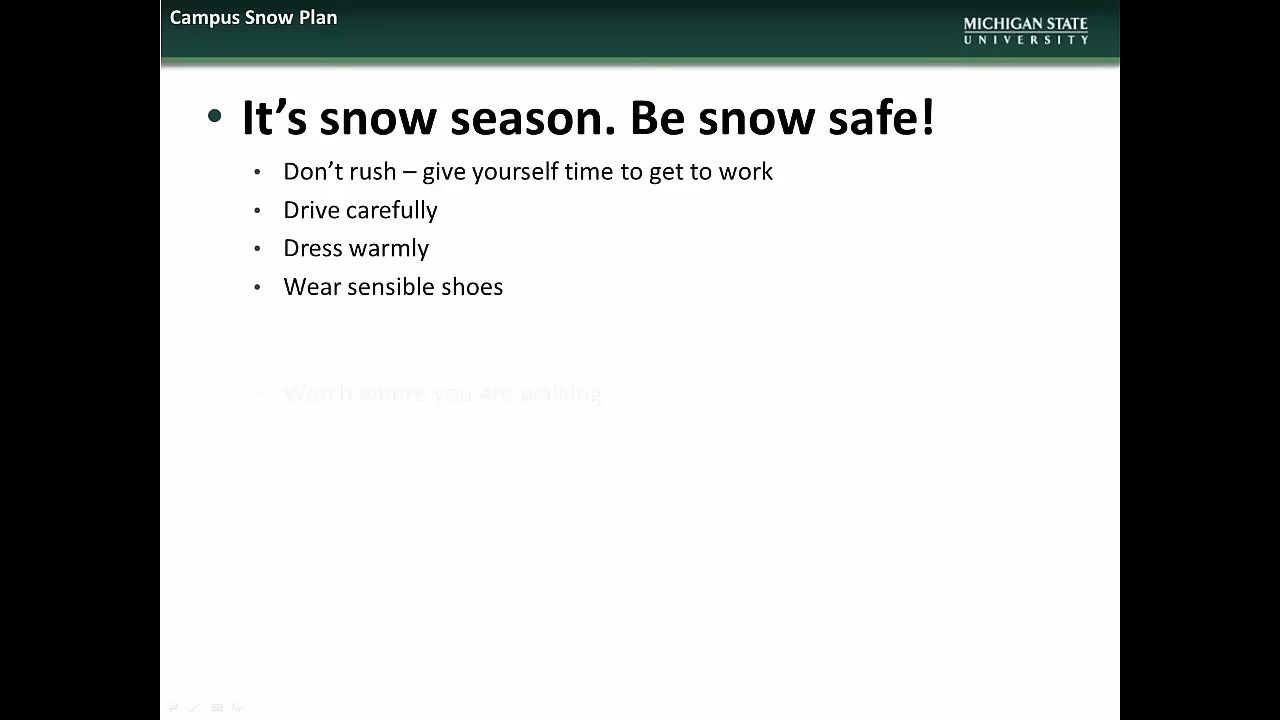 Campus Snow Plan
MICHIGAN STATE
UNIVERSITY
• It’s snow season. Be snow safe!
• Don’t rush – give yourself time to get to work
• Drive carefully
• Dress warmly
• Wear sensible shoes
• Watch where you are walking